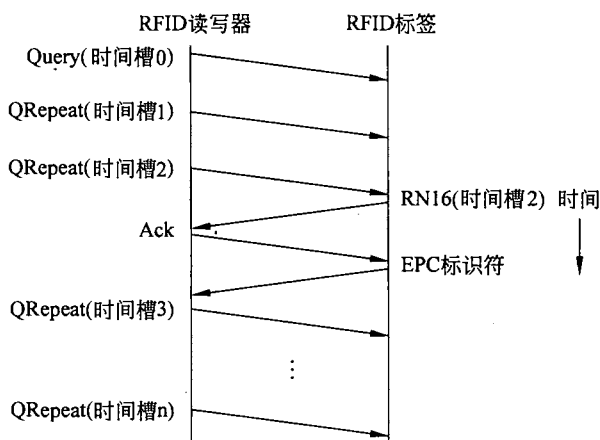 RFID读写器 RFID标签
Query(时间槽0)
QRepeat(时间槽1)
QRepeat(时间槽2)
RN16(时间槽2) 时间
Ack
EPC标识符
QRepeat(时间槽3)
⋮
QRepeat(时间槽n)